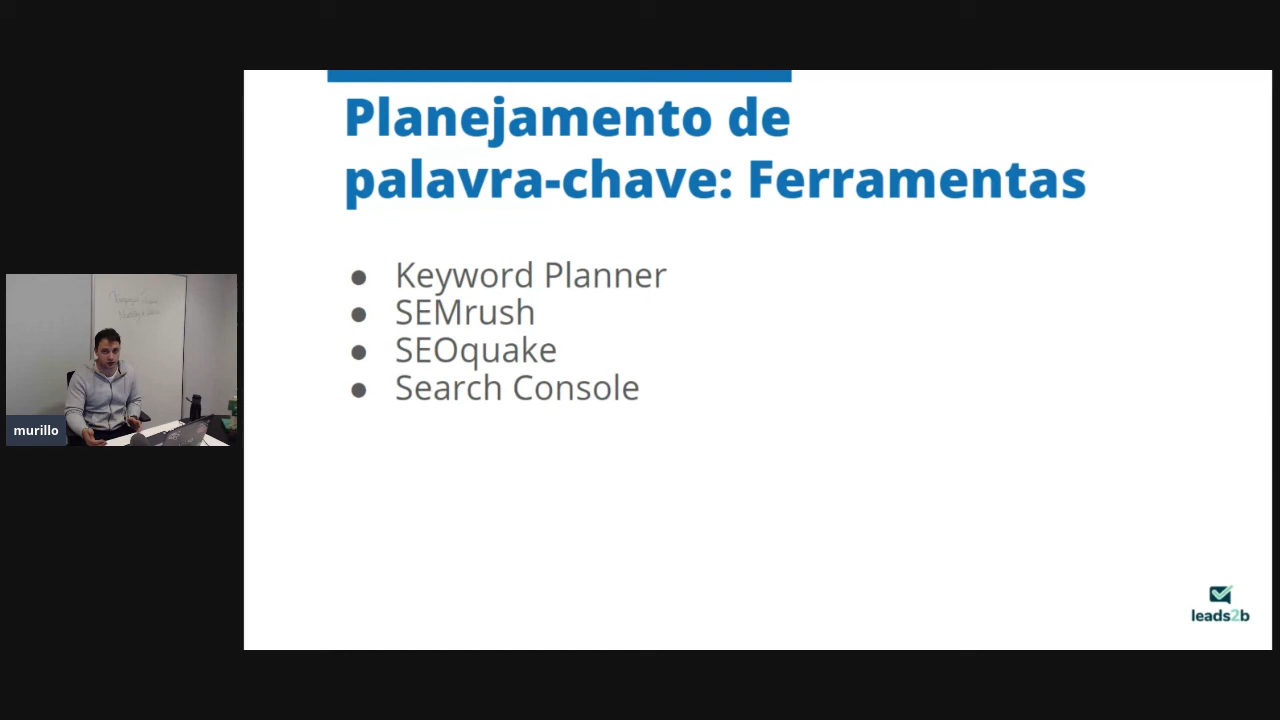 Planejamento de
palavra-chave: Ferramentas
● Keyword Planner
● SEMrush
● SEOquake
● Search Console
murillo
leads2b